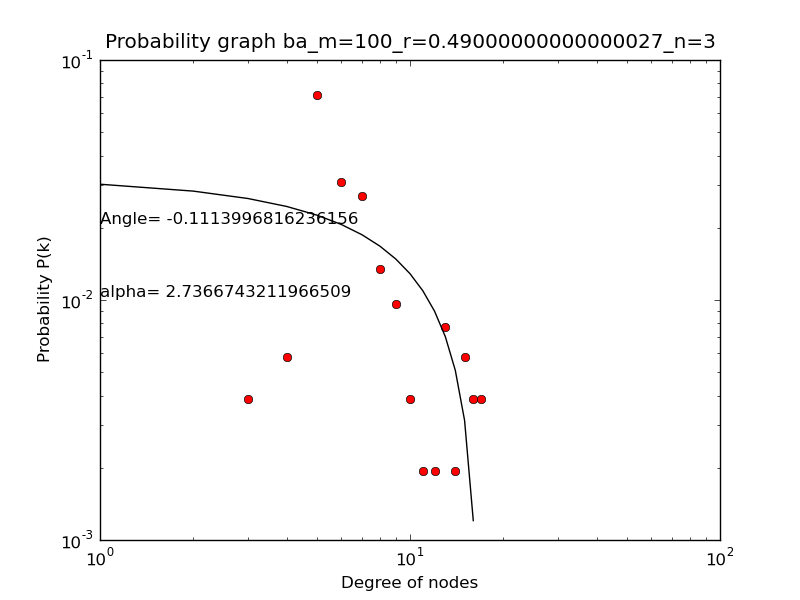 Probability graph ba_m=100_r=0.49000000000000027_n=3
10^-1
Angle= -0.1113996816236156
Probability P(k)
alpha= 2.7366743211966509
10^-2
10^-3
10^0 10^1 10^2
Degree of nodes